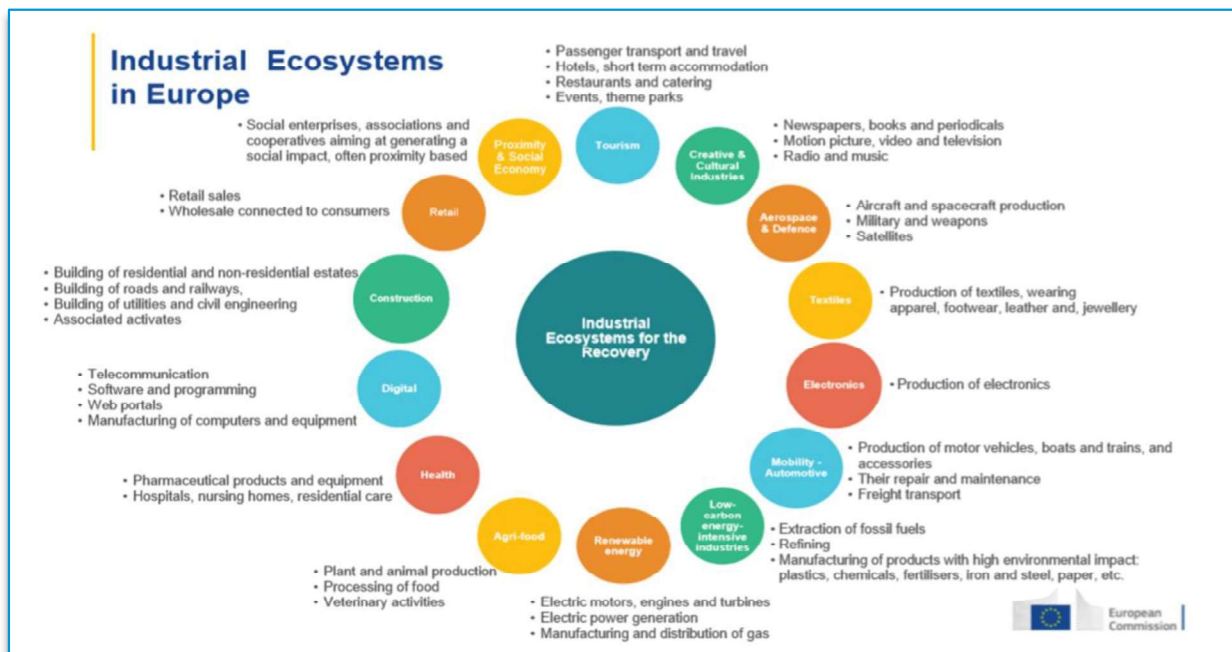 Industrial Ecosystems
in Europe
• Passenger transport and travel
- Hotels, short term accommodation
• Restaurants and catering
- Events, theme parks
Tourism
• Newspapers, books and periodicals
• Motion picture, video and television
• Radio and music
Creative &
Cultural
Industries
- Aircraft and spacecraft production
• Military and weapons
- Satellites
Aerospace
& Defence
• Production of textiles, wearing
apparel, footwear, leather and, jewellery
Textiles
• Production of electronics
Electronics
• Production of motor vehicles, boats and trains, and
accessories
• Their repair and maintenance
• Freight transport
Mobility -
Automotive
• Extraction of fossil fuels
- Refining
• Manufacturing of products with high environmental impact:
plastics, chemicals, fertilisers, iron and steel, paper, etc.
Low-
carbon
energy-
intensive
industries
- Electric motors, engines and turbines
• Electric power generation
• Manufacturing and distribution of gas
Renewable
energy
• Plant and animal production
• Processing of food
- Veterinary activities
Agri-food
• Pharmaceutical products and equipment
• Hospitals, nursing homes, residential care
Health
- Telecommunication
• Software and programming
- Web portals
• Manufacturing of computers and equipment
Digital
• Building of residential and non-residential estates
• Building of roads and railways,
• Building of utilities and civil engineering
• Associated activates
Construction
• Retail sales
• Wholesale connected to consumers
Retail
• Social enterprises, associations and
cooperatives aiming at generating a
social impact, often proximity based
Proximity
& Social
Economy
Industrial
Ecosystems for the
Recovery
European
Commission